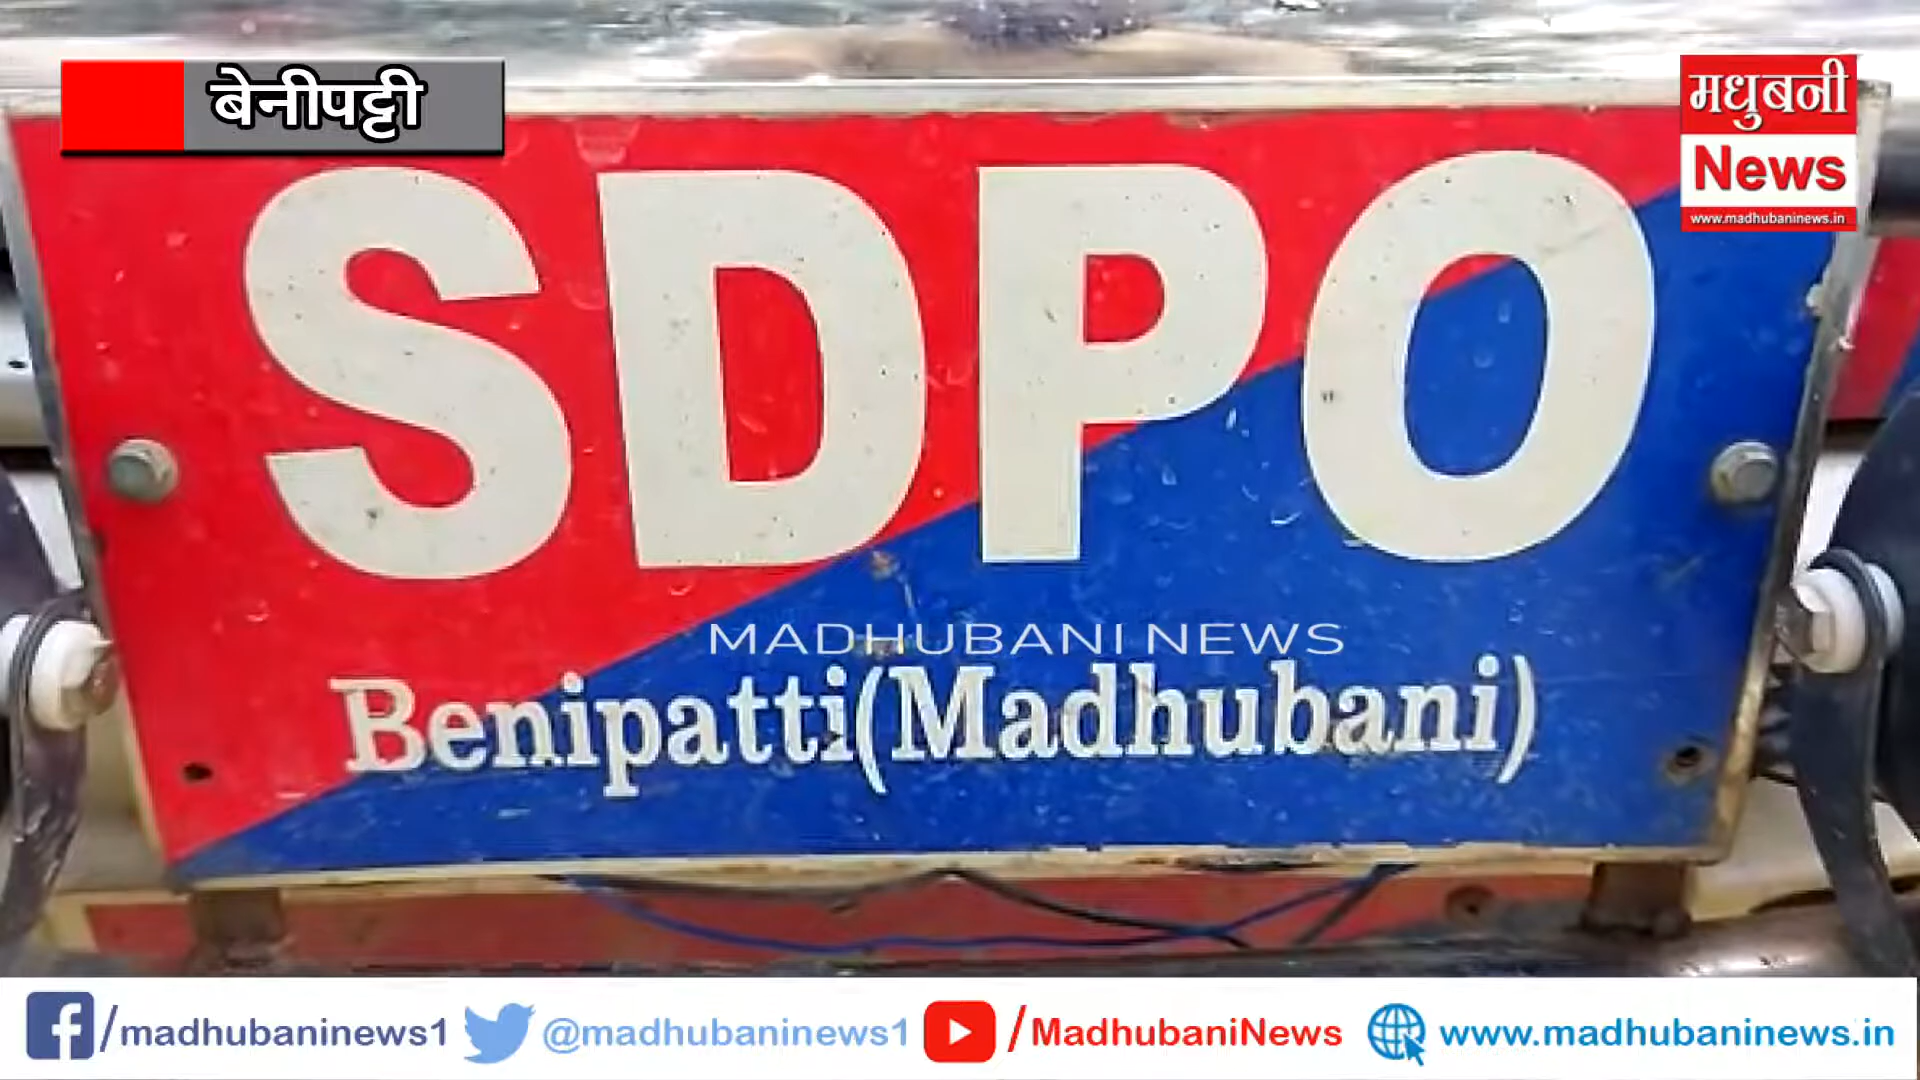 बेनीपट्टी
मधुबनी
News
www.madhubaninews.in
SDPO
MADHUBANI NEWS
Benipatti(Madhubani)
/madhubaninews1 @madhubaninews1 /MadhubaniNews www.madhubaninews.in